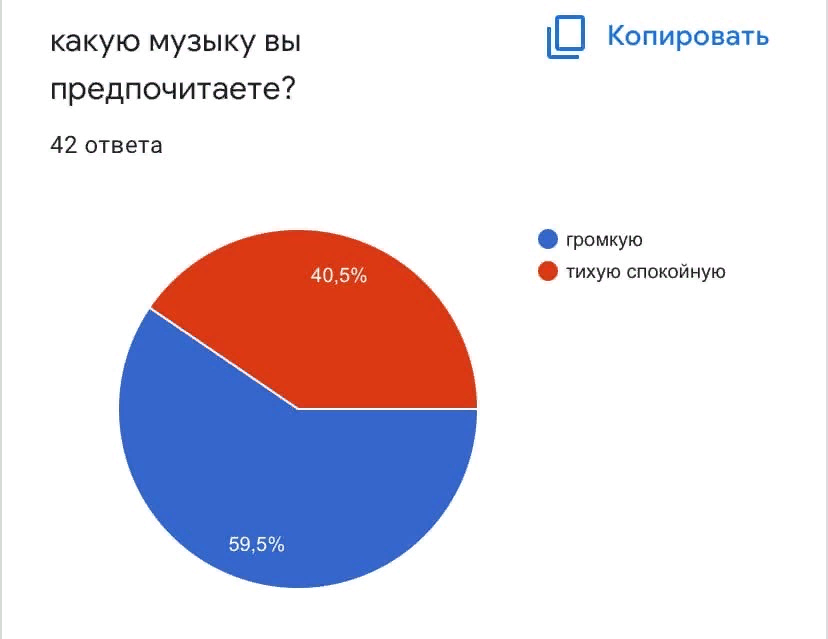 какую музыку вы
предпочитаете?
Копировать
42 ответа
громкую
тихую спокойную
40,5%
59,5%